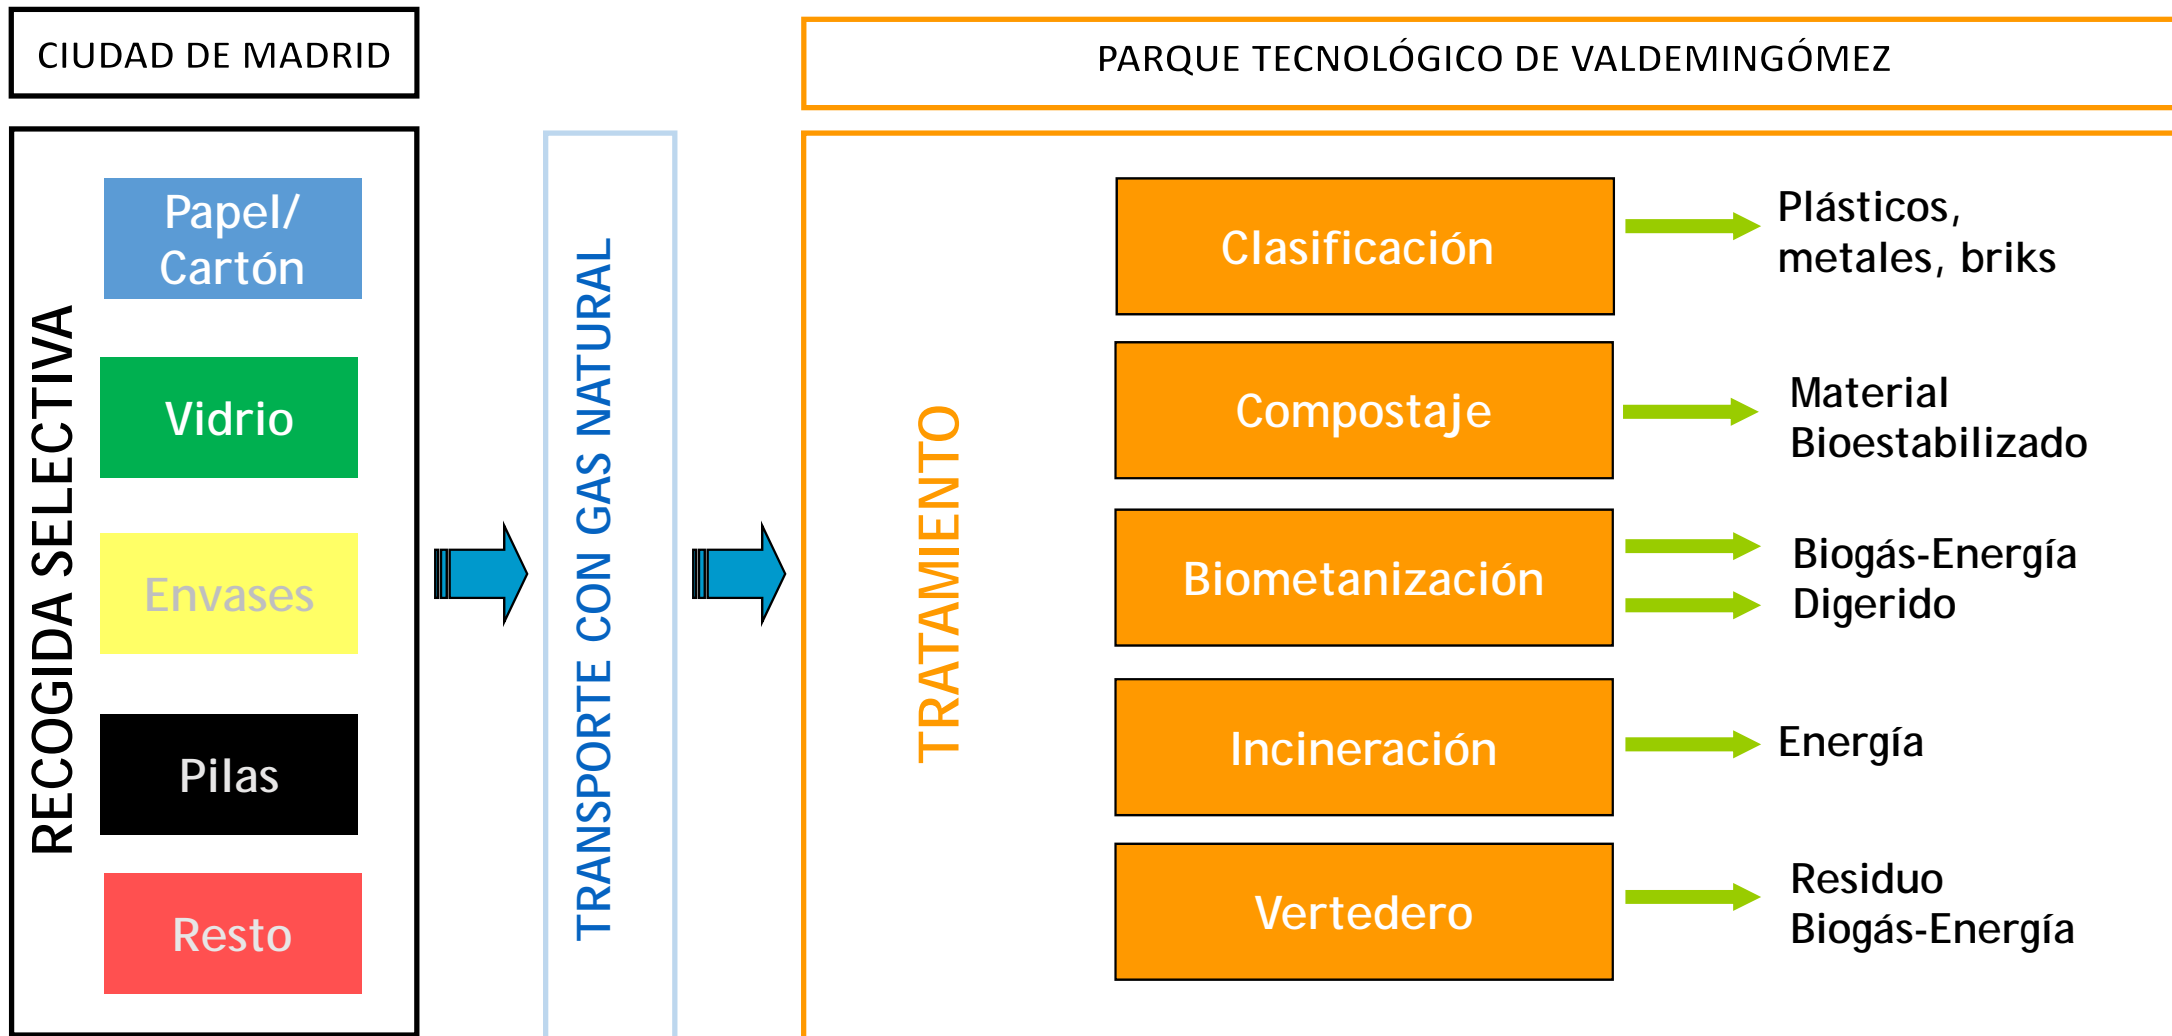 CIUDAD DE MADRID
PARQUE TECNOLÓGICO DE VALDEMINGÓMEZ
RECOGIDA SELECTIVA
Papel/
Cartón
Vidrio
Envases
Pilas
Resto
TRANSPORTE CON GAS NATURAL
TRATAMIENTO
Clasificación
Plásticos,
metales, briks
Compostaje
Material
Bioestabilizado
Biometanización
Biogás-Energía
Digerido
Incineración
Energía
Vertedero
Residuo
Biogás-Energía